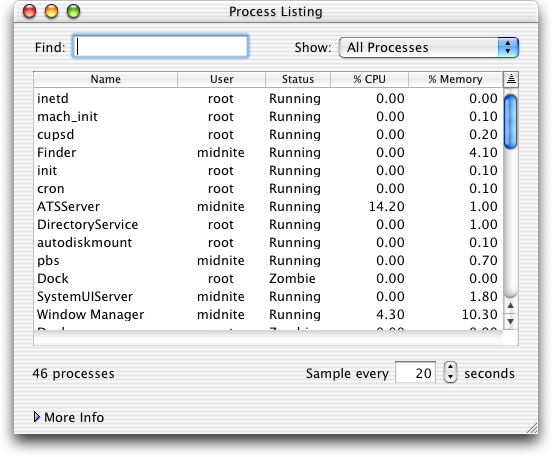 Process Listing
Find: Show: All Processes
Name User Status % CPU % Memory
inetd root Running 0.00 0.00
mach_init root Running 0.00 0.10
cupsd root Running 0.00 0.20
Finder midnite Running 0.00 4.10
init root Running 0.00 0.10
cron root Running 0.00 0.10
ATSServer midnite Running 14.20 1.00
DirectoryService root Running 0.00 1.00
autodiskmount root Running 0.00 0.10
pbs midnite Running 0.00 0.70
Dock root Zombie 0.00 0.00
SystemUIServer midnite Running 0.00 1.80
Window Manager midnite Running 4.30 10.30
46 processes Sample every 20 seconds
More Info